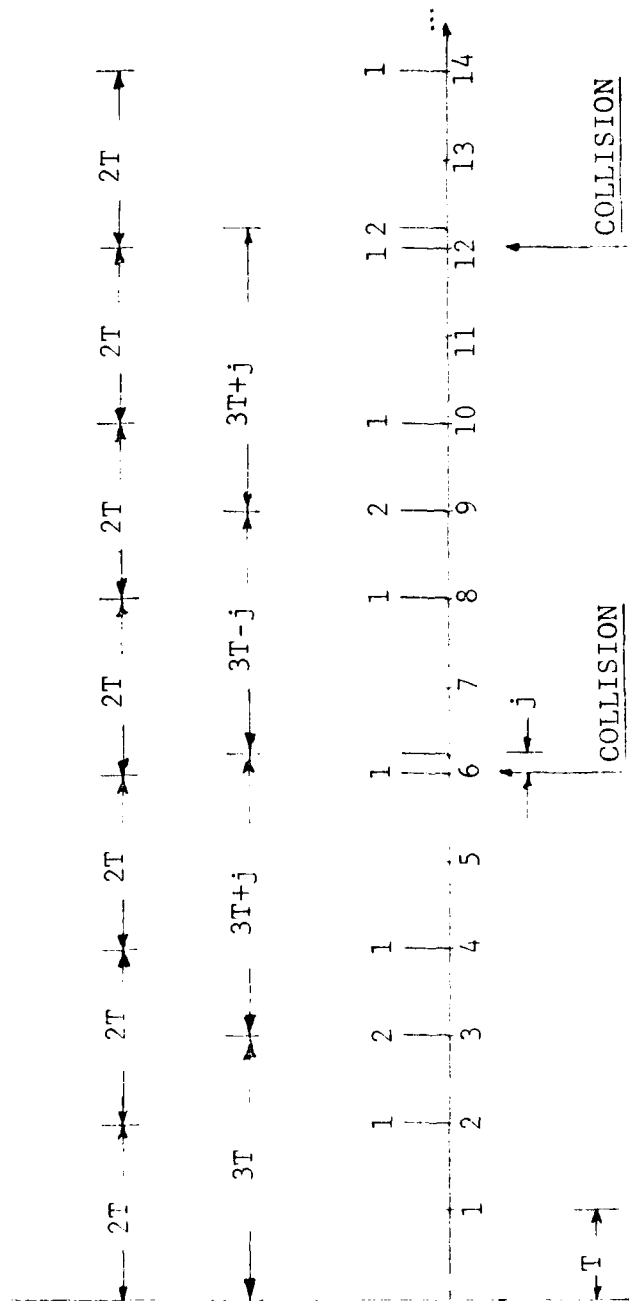 2T 2T 2T 2T 2T 2T 2T
3T 3T+j 3T-j 3T+j
1 2 1 1 1 2 1 1 2 1
1 2 3 4 5 6 7 8 9 10 11 12 13 14 ...
T j
COLLISION COLLISION